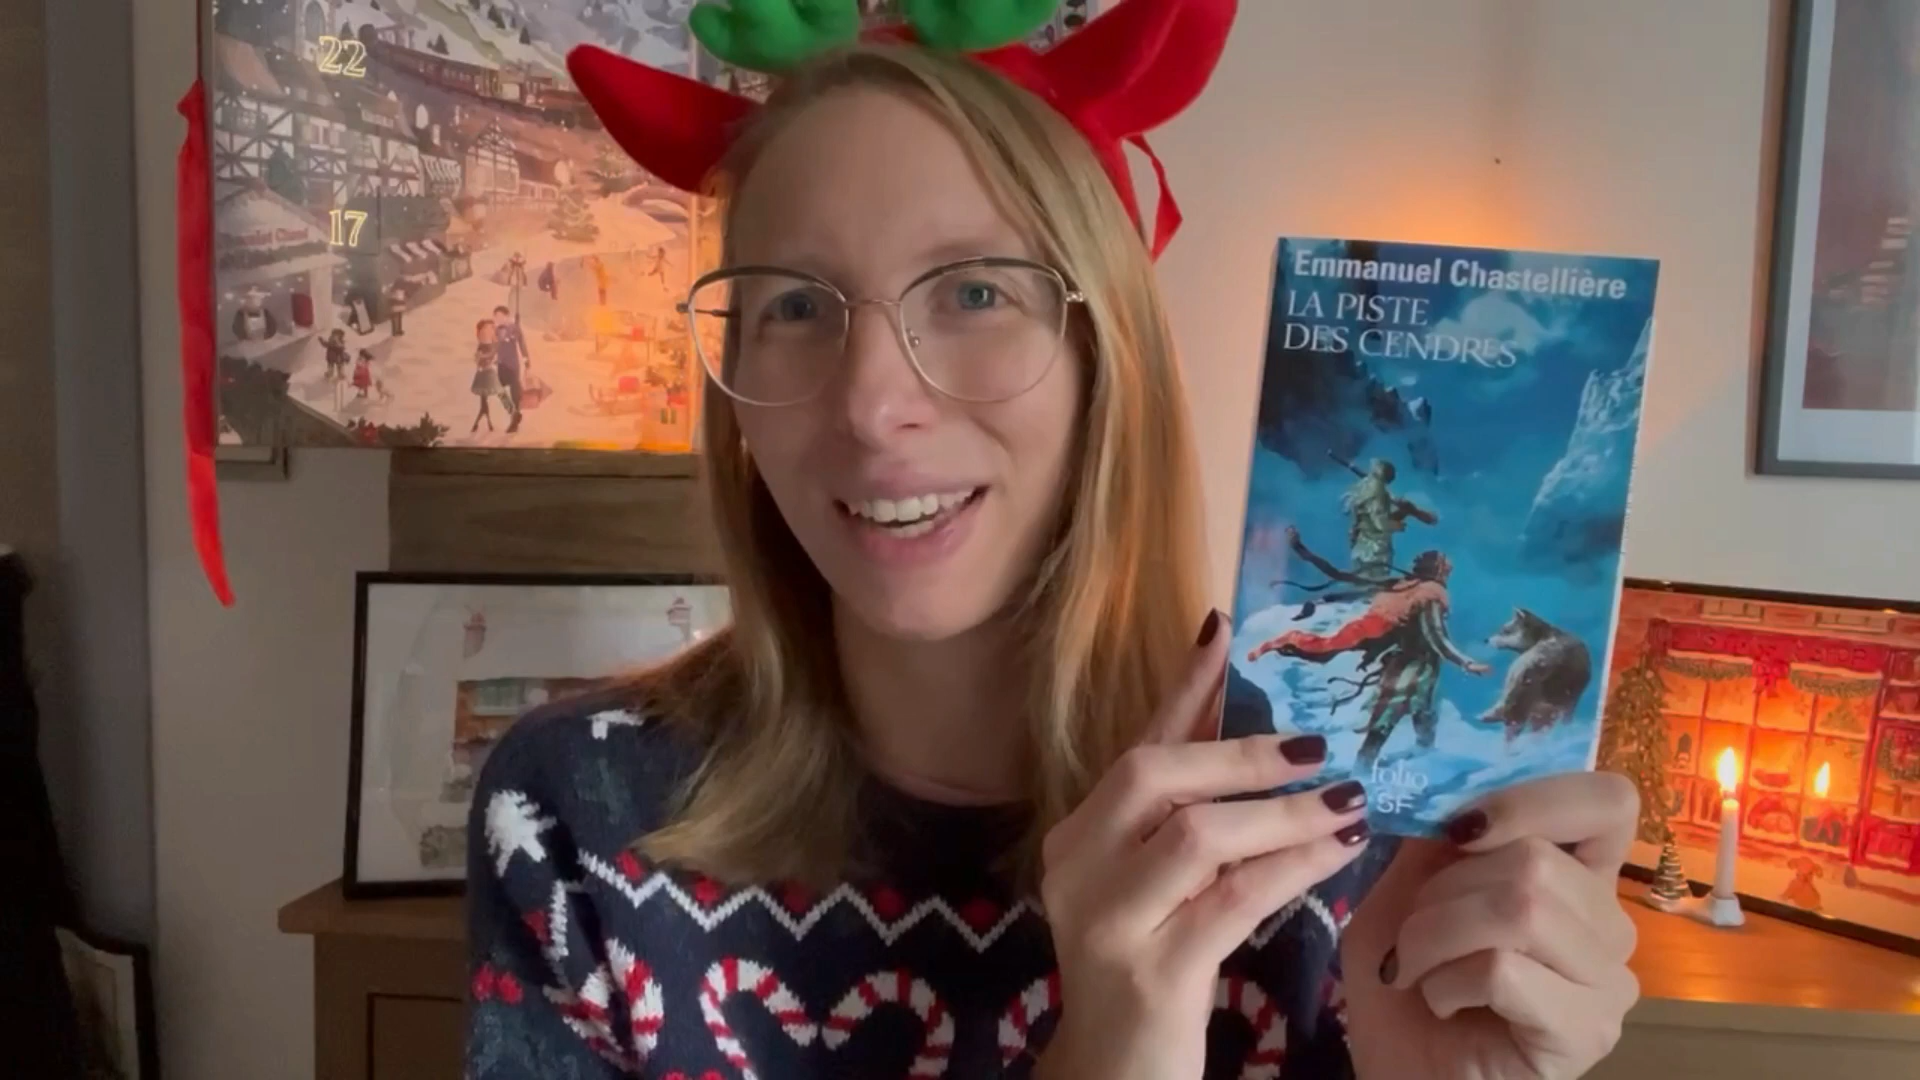 22
17
Emmanuel Chastellière
LA PISTE
DES CENDRES
folio
SF